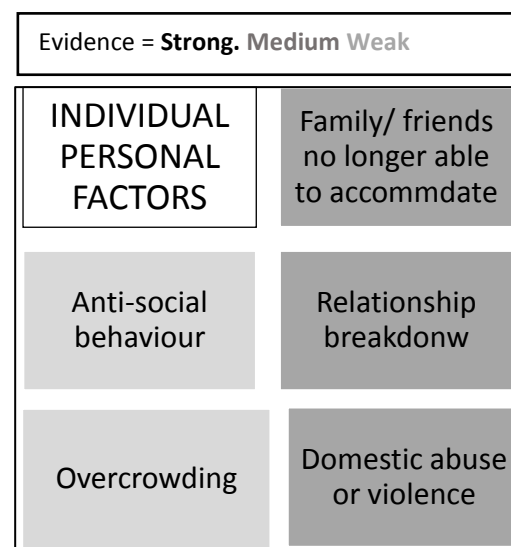 Evidence = Strong. Medium Weak
INDIVIDUAL
PERSONAL
FACTORS
Family/ friends
no longer able
to accommdate
Anti-social
behaviour
Relationship
breakdonw
Overcrowding
Domestic abuse
or violence